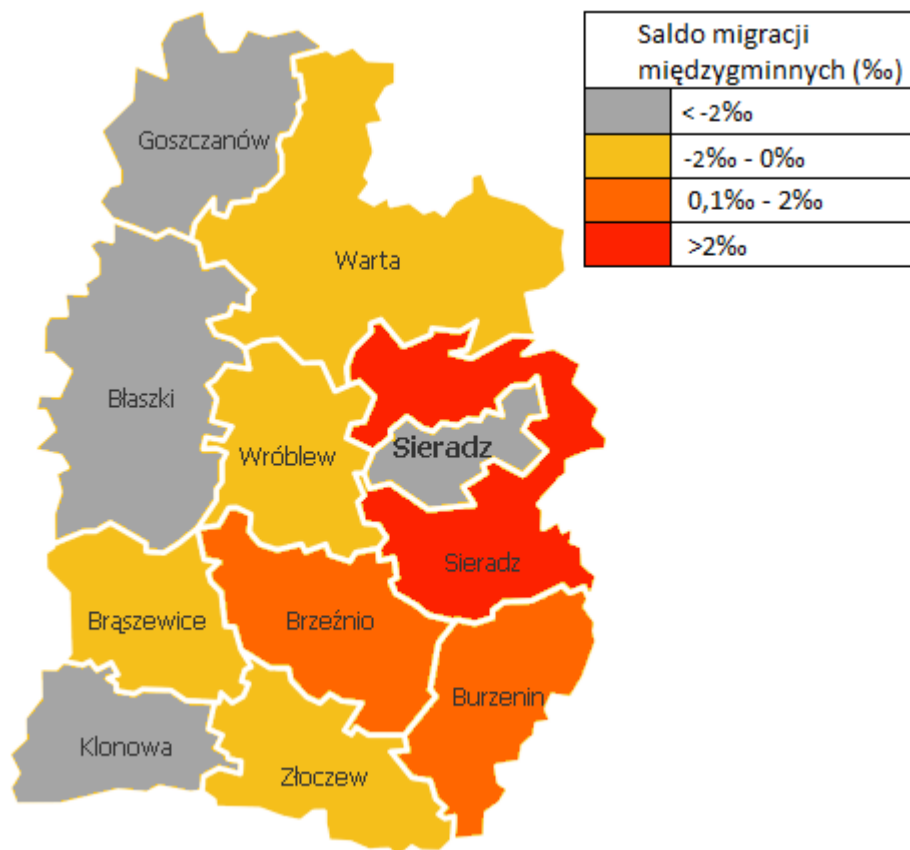 Saldo migracji
międzygminnych (‰)
< -2‰
-2‰ - 0‰
0,1‰ - 2‰
>2‰
Goszczanów
Warta
Błaszki
Wróblew
Sieradz
Sieradz
Brąszewice
Brzeźnio
Burzenin
Klonowa
Złoczew